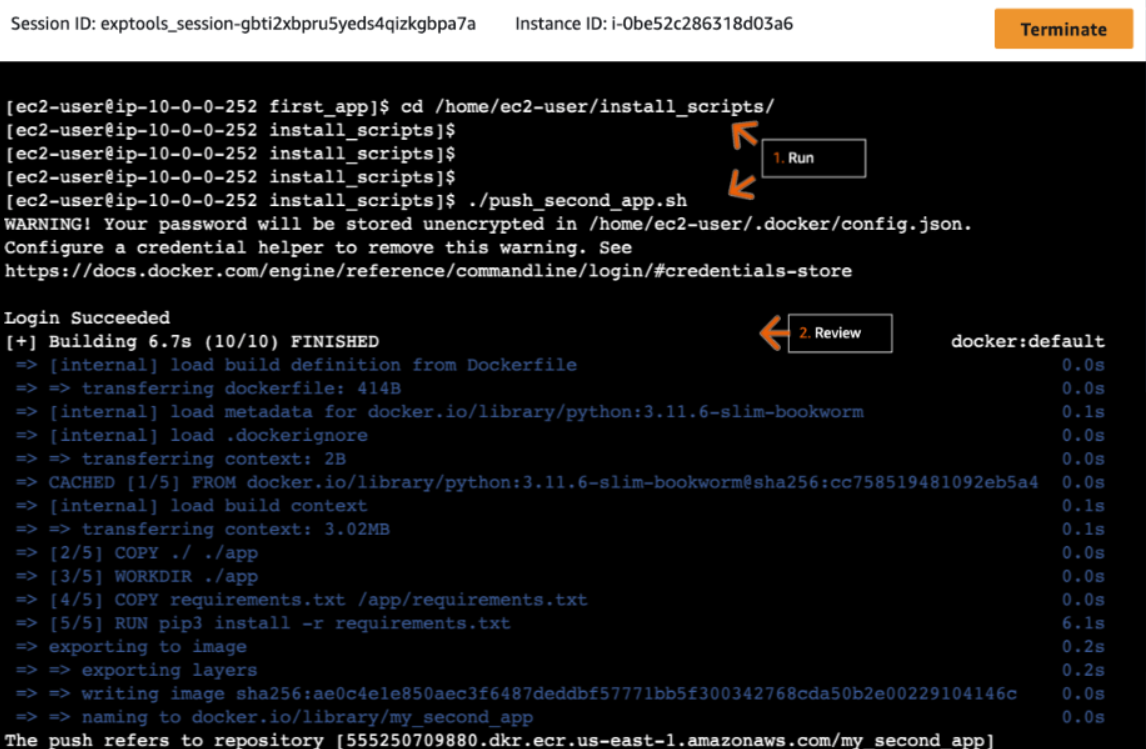 Session ID: exptools_session-gbti2xbpru5yeds4qizkgbpa7a Instance ID: i-0be52c286318d03a6 Terminate
[ec2-user@ip-10-0-0-252 first_app]$ cd /home/ec2-user/install_scripts/
[ec2-user@ip-10-0-0-252 install_scripts]$
[ec2-user@ip-10-0-0-252 install_scripts]$
1. Run
[ec2-user@ip-10-0-0-252 install_scripts]$
[ec2-user@ip-10-0-0-252 install_scripts]$ ./push_second_app.sh
WARNING! Your password will be stored unencrypted in /home/ec2-user/.docker/config.json.
Configure a credential helper to remove this warning. See
https://docs.docker.com/engine/reference/commandline/login/#credentials-store
Login Succeeded
2. Review
[+] Building 6.7s (10/10) FINISHED docker:default
=> [internal] load build definition from Dockerfile 0.0s
=> => transferring dockerfile: 414B 0.0s
=> [internal] load metadata for docker.io/library/python:3.11.6-slim-bookworm 0.1s
=> [internal] load .dockerignore 0.0s
=> => transferring context: 2B 0.0s
=> CACHED [1/5] FROM docker.io/library/python:3.11.6-slim-bookworm@sha256:cc758519481092eb5a4 0.0s
=> [internal] load build context 0.1s
=> => transferring context: 3.02MB 0.1s
=> [2/5] COPY ./ ./app 0.0s
=> [3/5] WORKDIR ./app 0.0s
=> [4/5] COPY requirements.txt /app/requirements.txt 0.0s
=> [5/5] RUN pip3 install -r requirements.txt 6.1s
=> exporting to image 0.2s
=> => exporting layers 0.2s
=> => writing image sha256:ae0c4e1e850aec3f6487deddbf57771bb5f300342768cda50b2e00229104146c 0.0s
=> => naming to docker.io/library/my_second_app 0.0s
The push refers to repository [555250709880.dkr.ecr.us-east-1.amazonaws.com/my_second_app]